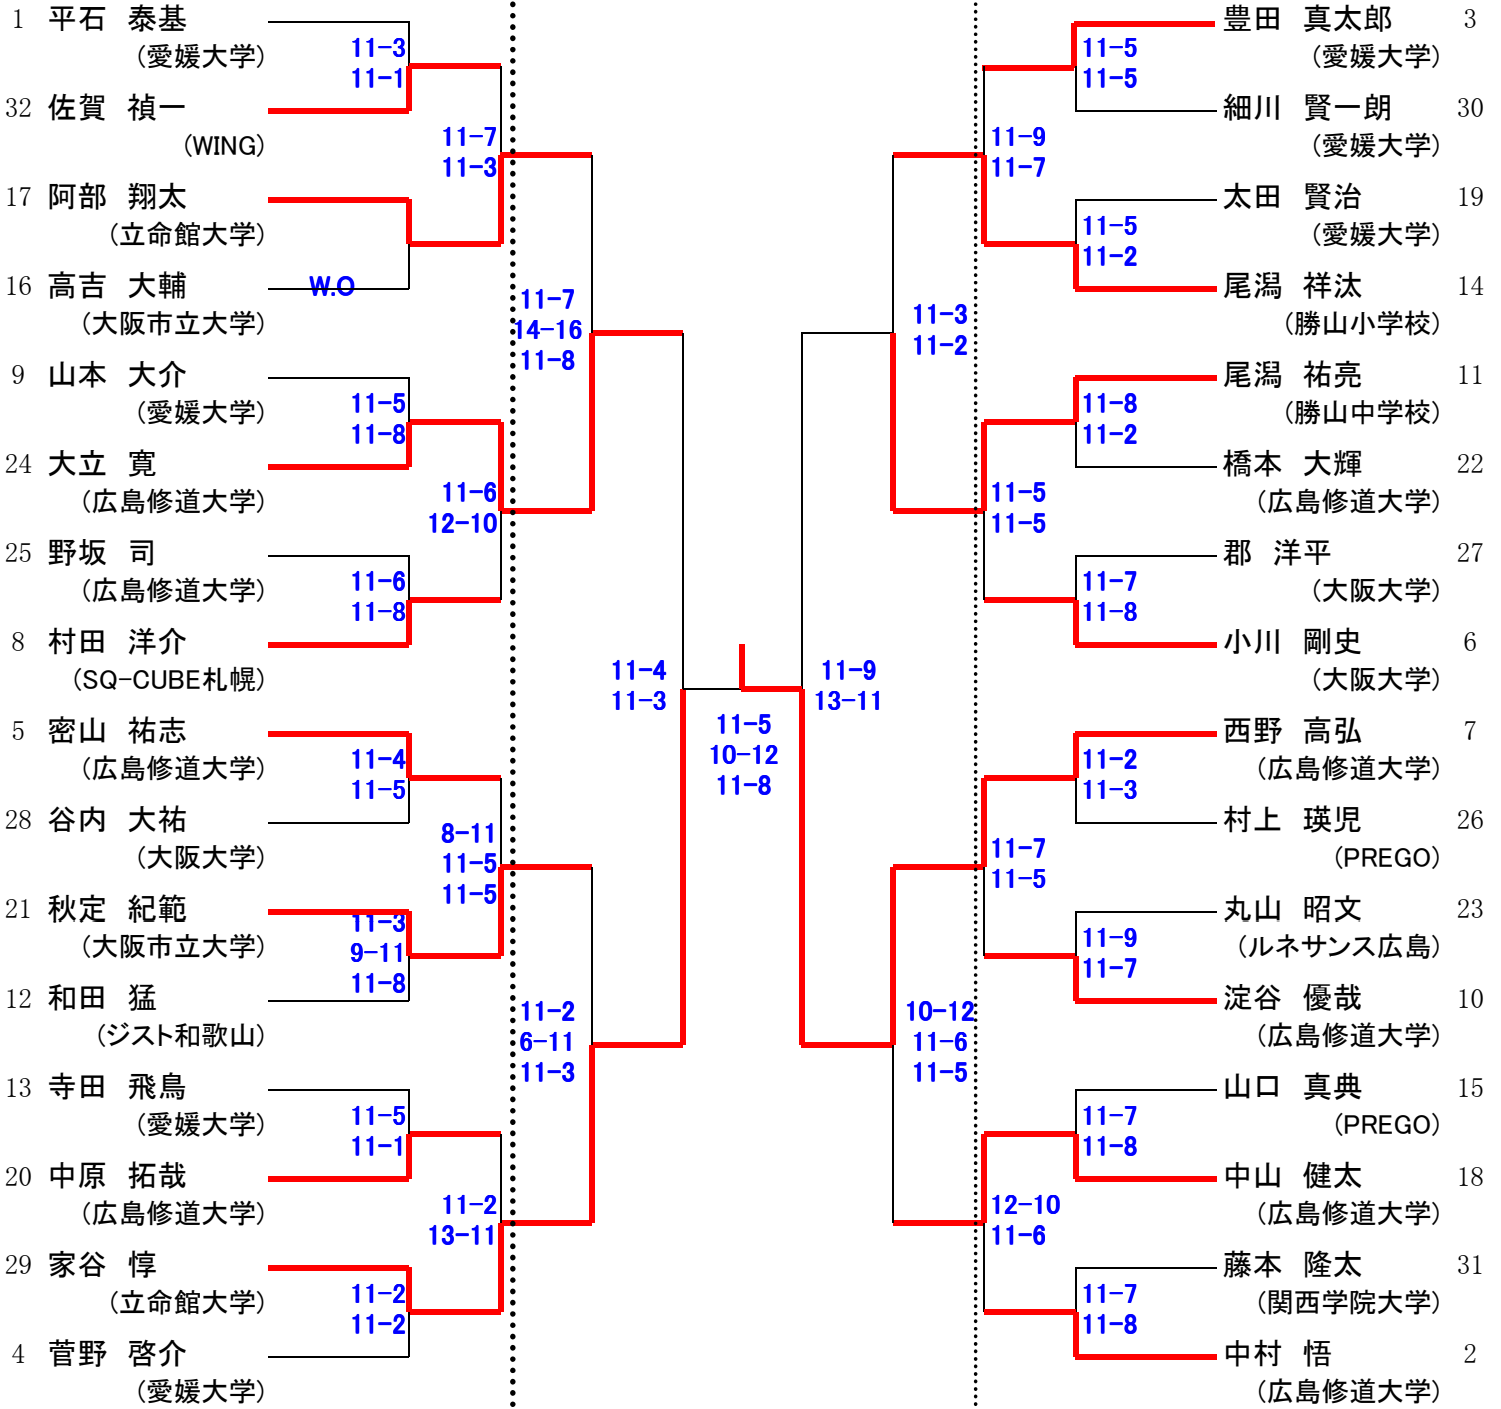 1 平石 泰基
(愛媛大学)
11-3
11-1
32 佐賀 禎一
(WING)
11-7
11-3
17 阿部 翔太
(立命館大学)
16 高吉 大輔
W.O
(大阪市立大学)
11-7
14-16
11-8
9 山本 大介
(愛媛大学)
11-5
11-8
24 大立 寛
(広島修道大学)
11-6
12-10
25 野坂 司
(広島修道大学)
11-6
11-8
8 村田 洋介
(SQ-CUBE札幌)
11-4
11-3
5 密山 祐志
(広島修道大学)
11-4
11-5
28 谷内 大祐
(大阪大学)
8-11
11-5
11-5
21 秋定 紀範
(大阪市立大学)
11-3
9-11
11-8
12 和田 猛
(ジスト和歌山)
11-2
6-11
11-3
13 寺田 飛鳥
(愛媛大学)
11-5
11-1
20 中原 拓哉
(広島修道大学)
11-2
13-11
29 家谷 惇
(立命館大学)
11-2
11-2
4 菅野 啓介
(愛媛大学)
11-5
10-12
11-8
豊田 真太郎 3
(愛媛大学)
11-5
11-5
細川 賢一朗 30
(愛媛大学)
11-9
11-7
太田 賢治 19
(愛媛大学)
11-5
11-2
尾潟 祥汰 14
(勝山小学校)
11-3
11-2
尾潟 祐亮 11
(勝山中学校)
11-8
11-2
橋本 大輝 22
(広島修道大学)
11-5
11-5
郡 洋平 27
(大阪大学)
11-7
11-8
小川 剛史 6
(大阪大学)
11-9
13-11
西野 高弘 7
(広島修道大学)
11-2
11-3
村上 瑛児 26
(PREGO)
11-7
11-5
丸山 昭文 23
(ルネサンス広島)
11-9
11-7
淀谷 優哉 10
(広島修道大学)
10-12
11-6
11-5
山口 真典 15
(PREGO)
11-7
11-8
中山 健太 18
(広島修道大学)
12-10
11-6
藤本 隆太 31
(関西学院大学)
11-7
11-8
中村 悟 2
(広島修道大学)